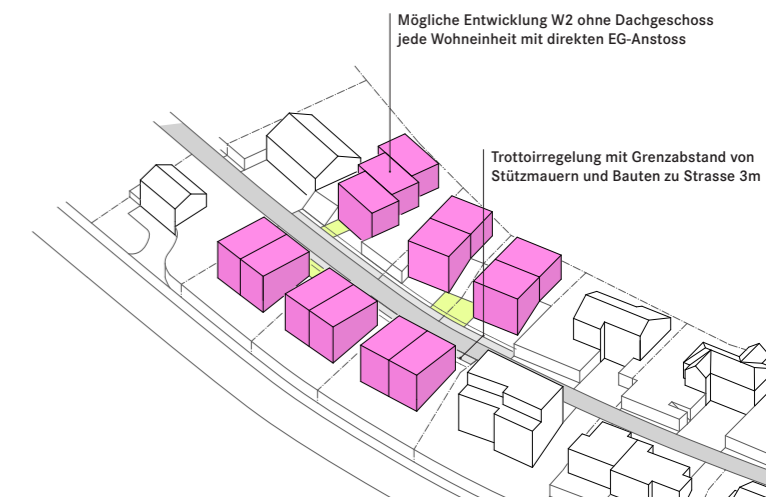 Mögliche Entwicklung W2 ohne Dachgeschoss
jede Wohneinheit mit direkten EG-Anstoss
Trottoirregelung mit Grenzabstand von
Stützmauern und Bauten zu Strasse 3m